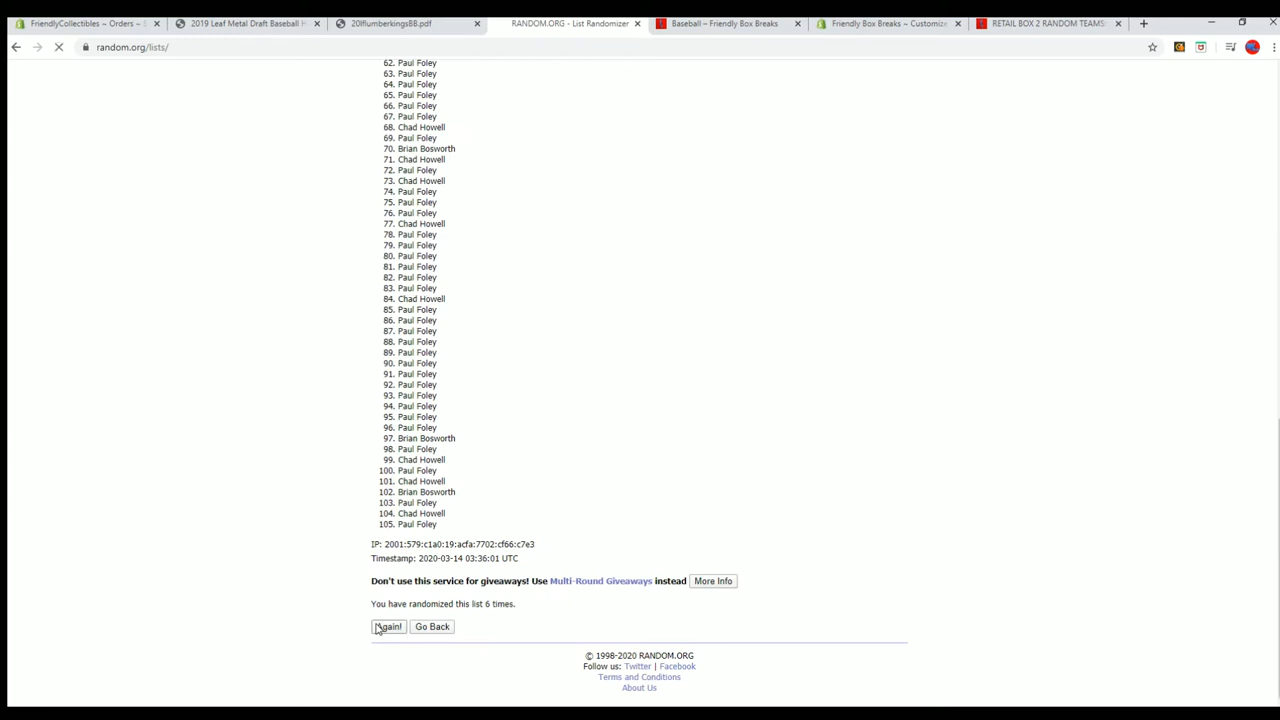 FriendlyCollectibles ~ Orders ~ S
2019 Leaf Metal Draft Baseball H
20lflumberkingsBB.pdf
RANDOM.ORG - List Randomizer
Baseball – Friendly Box Breaks
Friendly Box Breaks ~ Customize
RETAIL BOX 2 RANDOM TEAMS
random.org/lists/
62. Paul Foley
63. Paul Foley
64. Paul Foley
65. Paul Foley
66. Paul Foley
67. Paul Foley
68. Chad Howell
69. Paul Foley
70. Brian Bosworth
71. Chad Howell
72. Paul Foley
73. Chad Howell
74. Paul Foley
75. Paul Foley
76. Paul Foley
77. Chad Howell
78. Paul Foley
79. Paul Foley
80. Paul Foley
81. Paul Foley
82. Paul Foley
83. Paul Foley
84. Chad Howell
85. Paul Foley
86. Paul Foley
87. Paul Foley
88. Paul Foley
89. Paul Foley
90. Paul Foley
91. Paul Foley
92. Paul Foley
93. Paul Foley
94. Paul Foley
95. Paul Foley
96. Paul Foley
97. Brian Bosworth
98. Paul Foley
99. Chad Howell
100. Paul Foley
101. Chad Howell
102. Brian Bosworth
103. Paul Foley
104. Chad Howell
105. Paul Foley
IP: 2001:579:c1a0:19:acfa:7702:cf66:c7e3
Timestamp: 2020-03-14 03:36:01 UTC
Don't use this service for giveaways! Use Multi-Round Giveaways instead More Info
You have randomized this list 6 times.
Again! Go Back
© 1998-2020 RANDOM.ORG
Follow us: Twitter | Facebook
Terms and Conditions
About Us